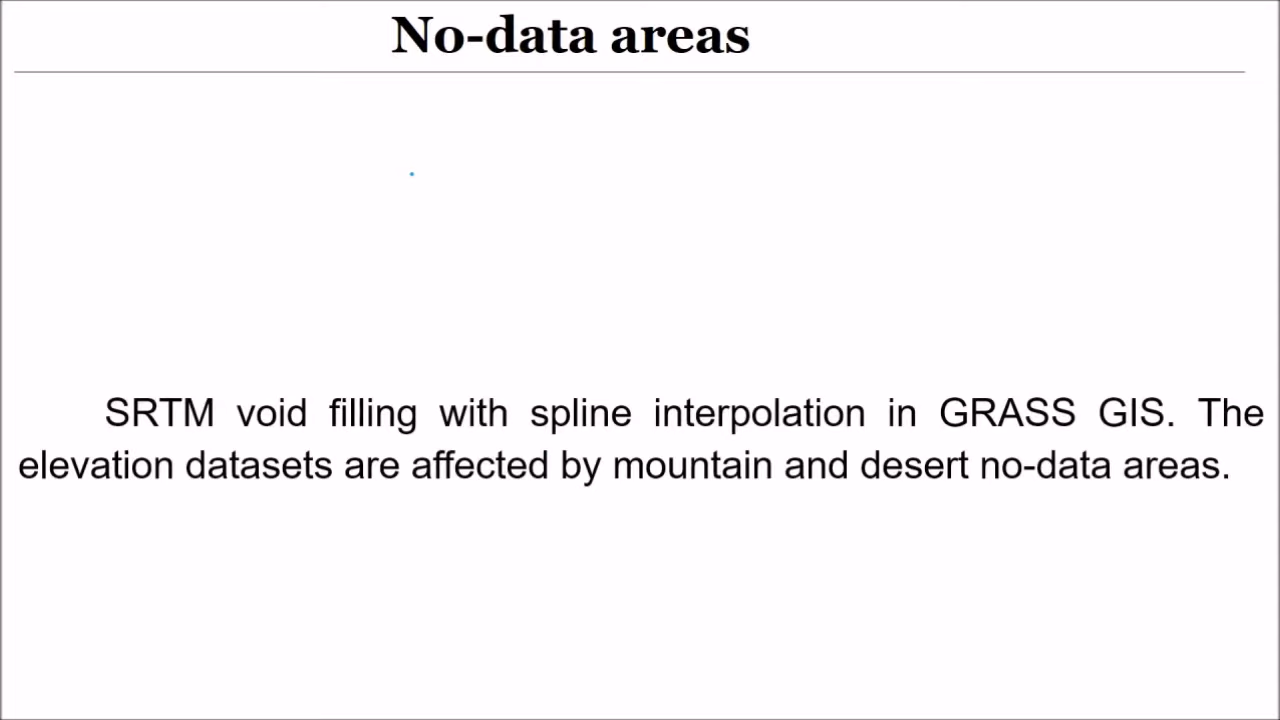 No-data areas
SRTM void filling with spline interpolation in GRASS GIS. The
elevation datasets are affected by mountain and desert no-data areas.